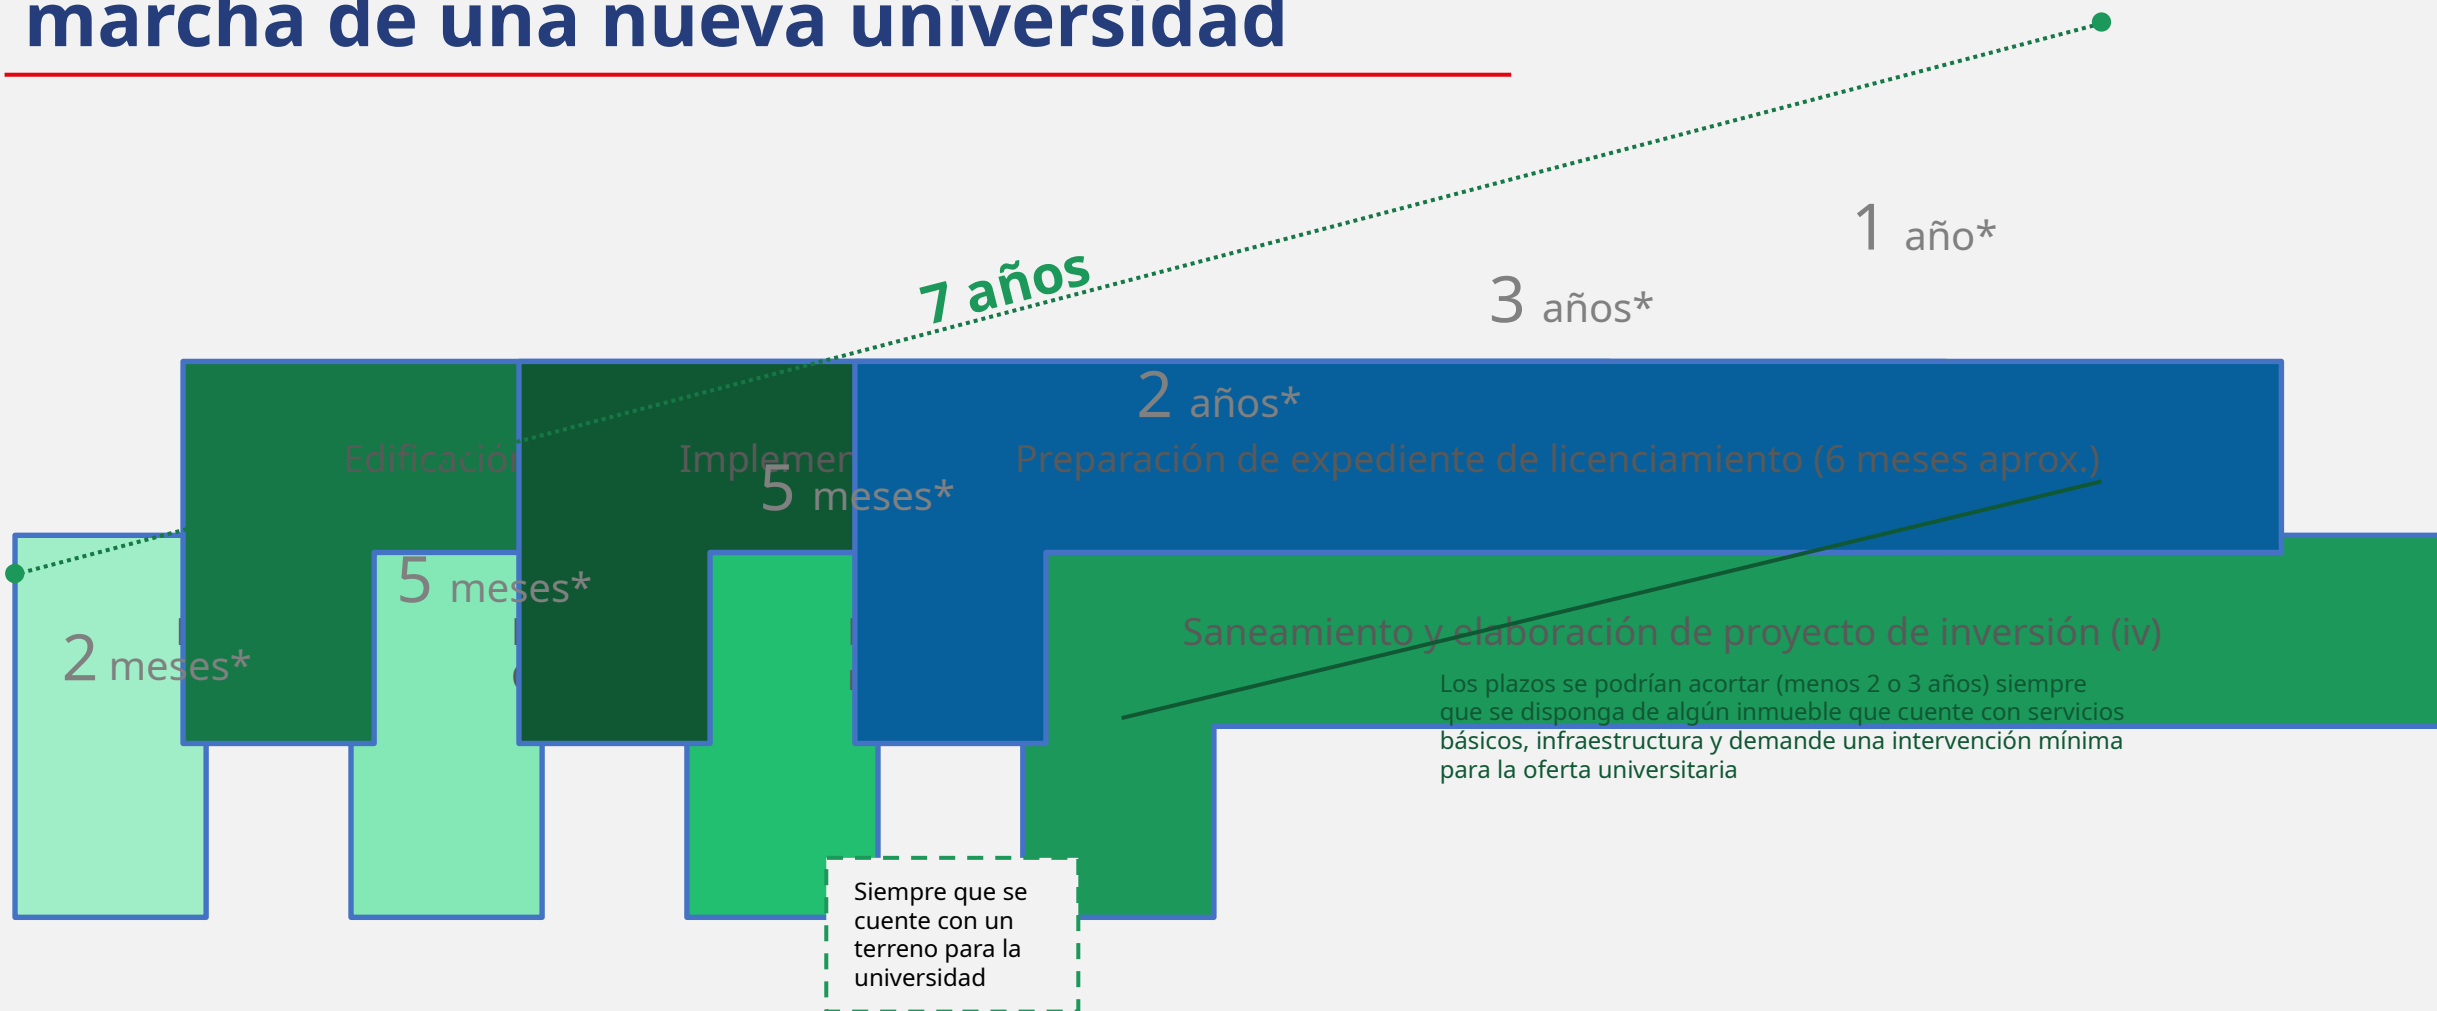 marcha de una nueva universidad
1 año*
7 años
3 años*
2 años*
Edificación
Implemen
Preparación de expediente de licenciamiento (6 meses aprox.)
5 meses*
5 meses*
2 meses*
Saneamiento y elaboración de proyecto de inversión (iv)
Los plazos se podrían acortar (menos 2 o 3 años) siempre
que se disponga de algún inmueble que cuente con servicios
básicos, infraestructura y demande una intervención mínima
para la oferta universitaria
Siempre que se
cuente con un
terreno para la
universidad